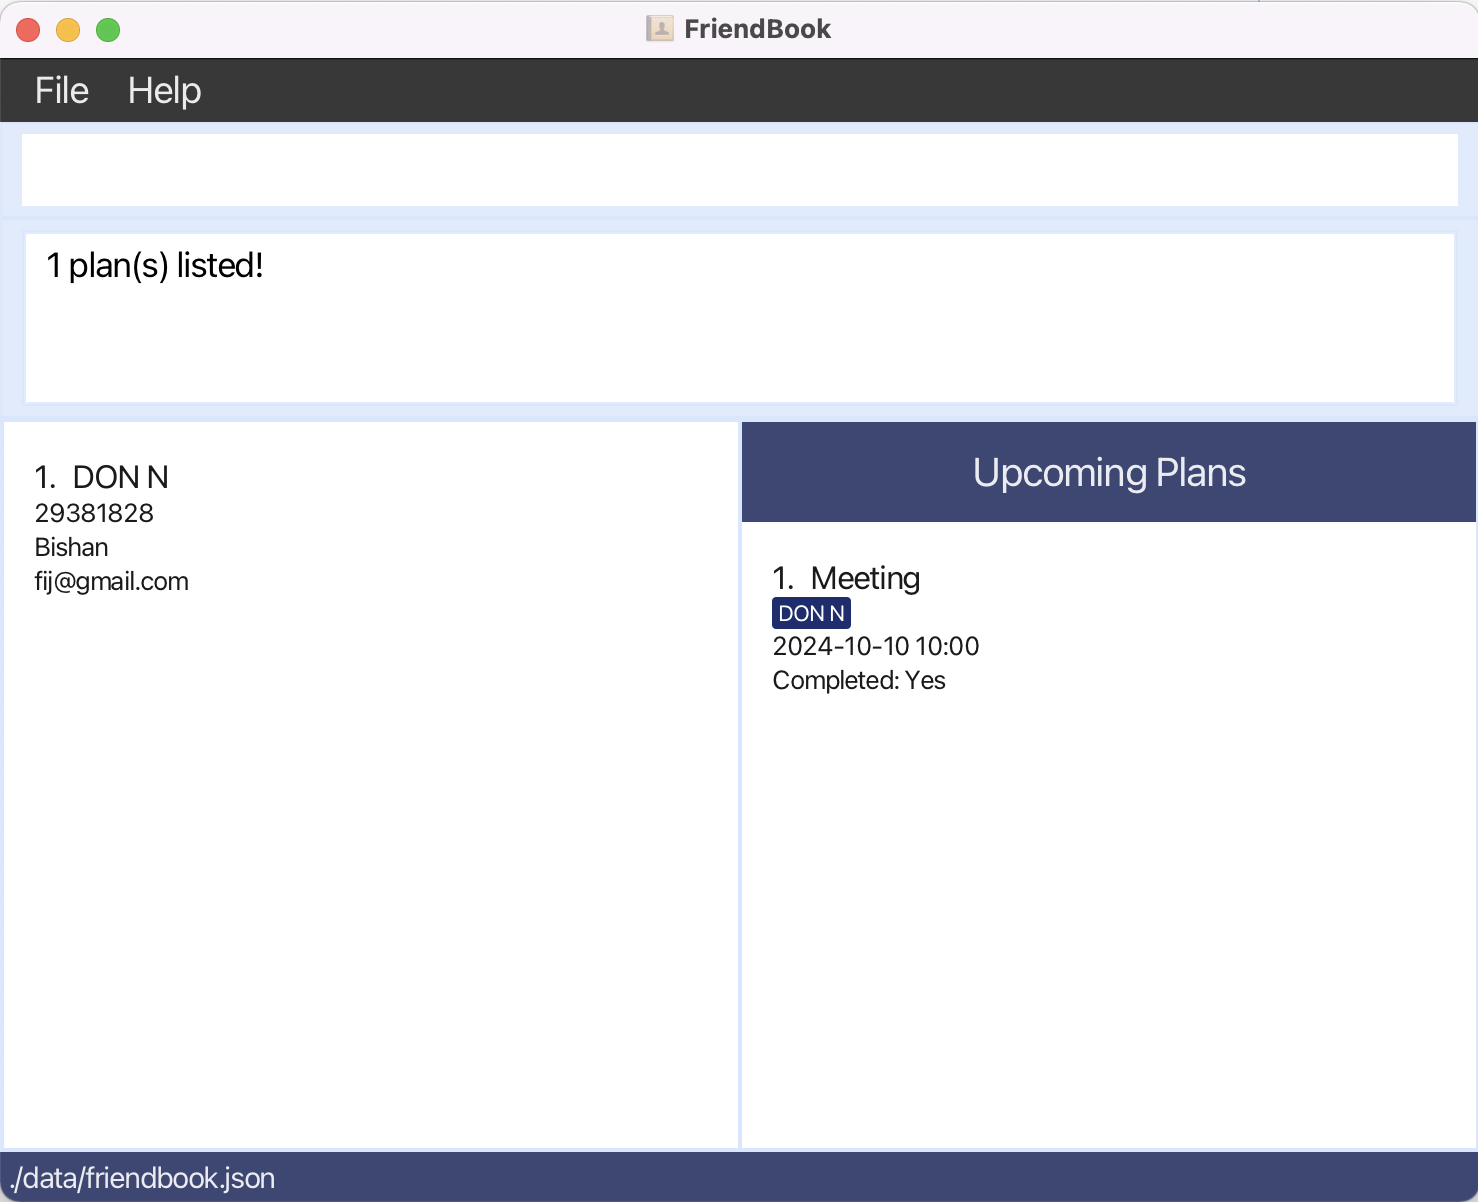 FriendBook
File Help
1 plan(s) listed!
1. DON N
29381828
Bishan
fij@gmail.com
Upcoming Plans
1. Meeting
DON N
2024-10-10 10:00
Completed: Yes
./data/friendbook.json